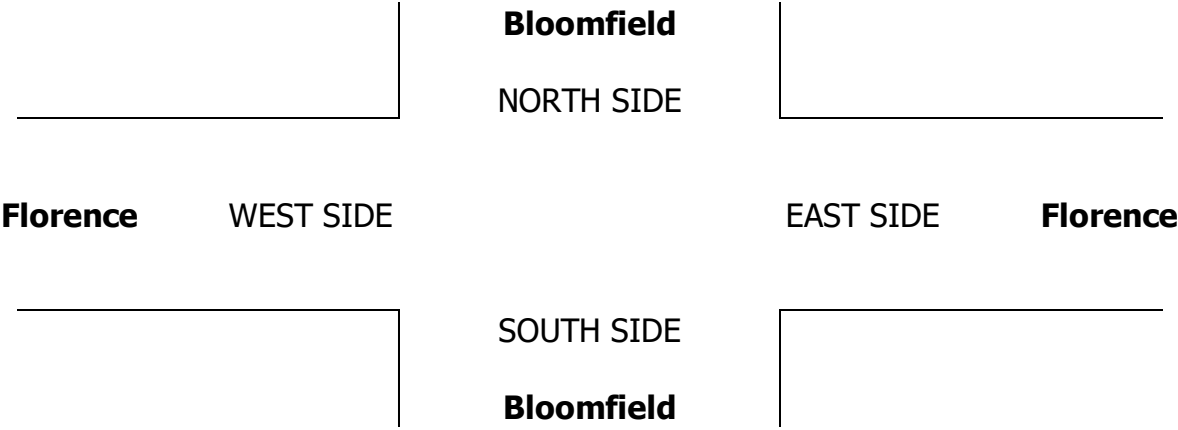 Bloomfield
NORTH SIDE
Florence WEST SIDE EAST SIDE Florence
SOUTH SIDE
Bloomfield